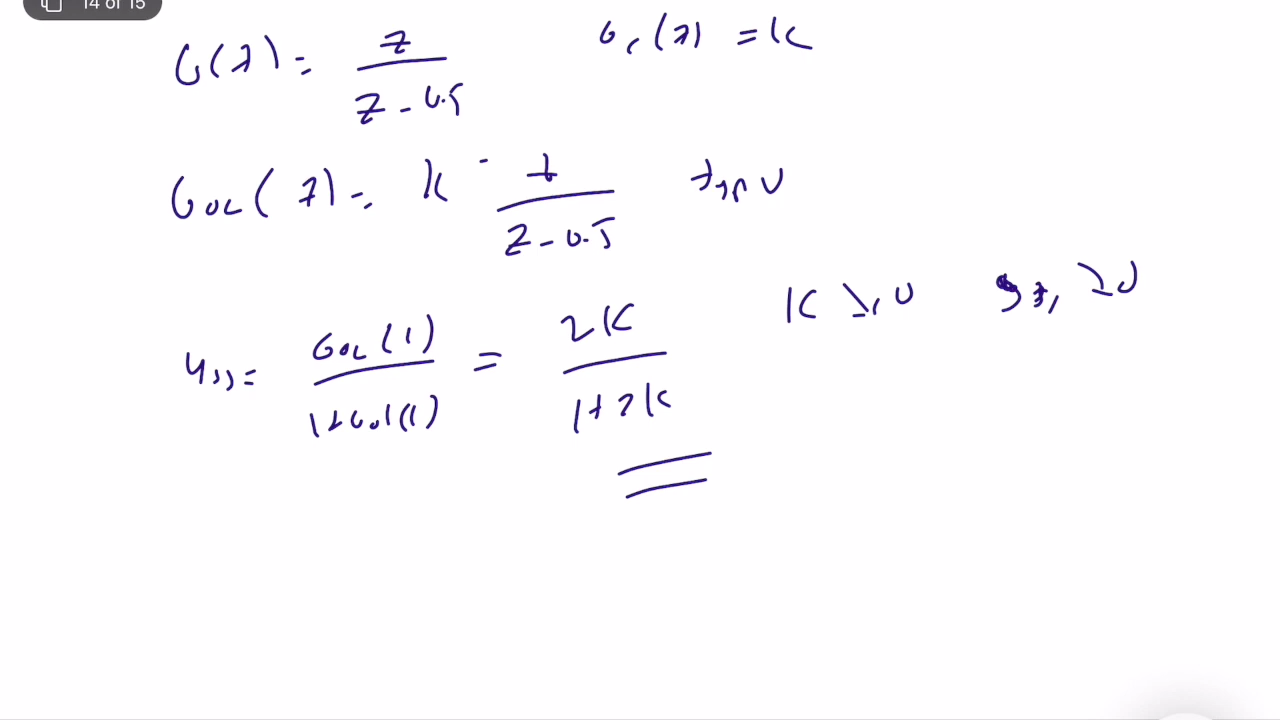 14 of 15
G(z) = z / (z - 0.5)    Gc(z) = K
GOL(z) = K · z / (z - 0.5)    type 0
K ≥ 0
yss = GOL(1) / (1 + GOL(1)) = 2K / (1 + 2K)